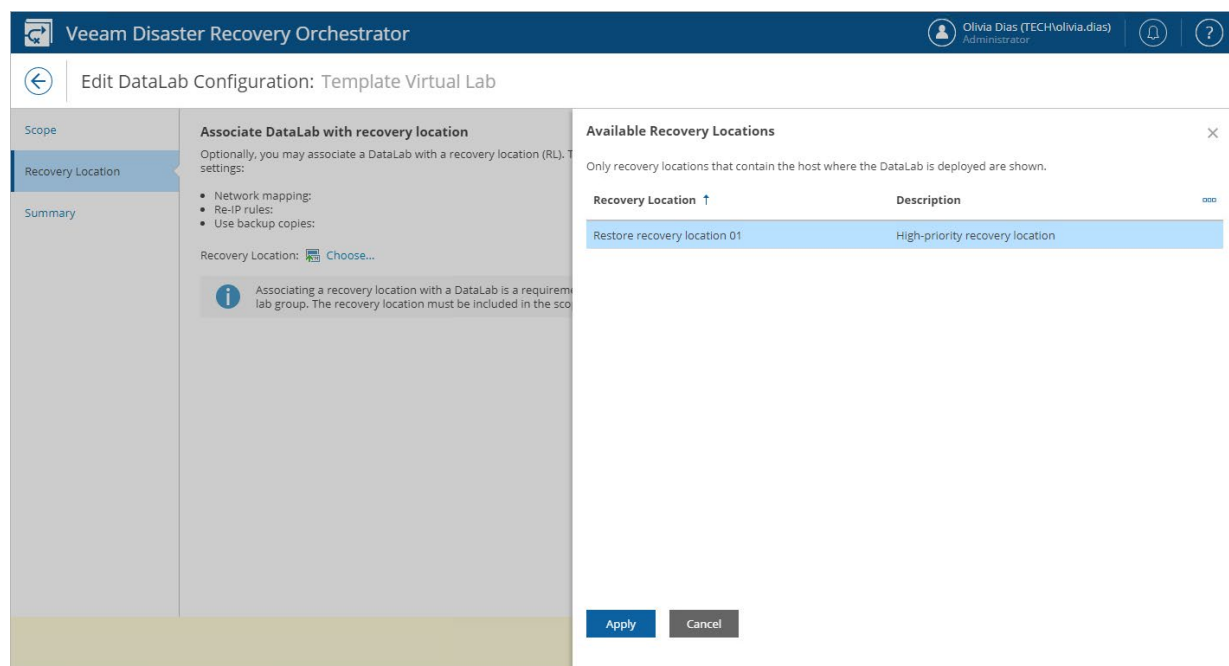 Veeam Disaster Recovery Orchestrator
Olivia Dias (TECH\olivia.dias)
Administrator
?
Edit DataLab Configuration: Template Virtual Lab
Scope
Recovery Location
Summary
Associate DataLab with recovery location
Optionally, you may associate a DataLab with a recovery location (RL). T
settings:
• Network mapping:
• Re-IP rules:
• Use backup copies:
Recovery Location: Choose...
Associating a recovery location with a DataLab is a requirem
lab group. The recovery location must be included in the sco
Available Recovery Locations
Only recovery locations that contain the host where the DataLab is deployed are shown.
Recovery Location ↑ Description
Restore recovery location 01 High-priority recovery location
Apply Cancel